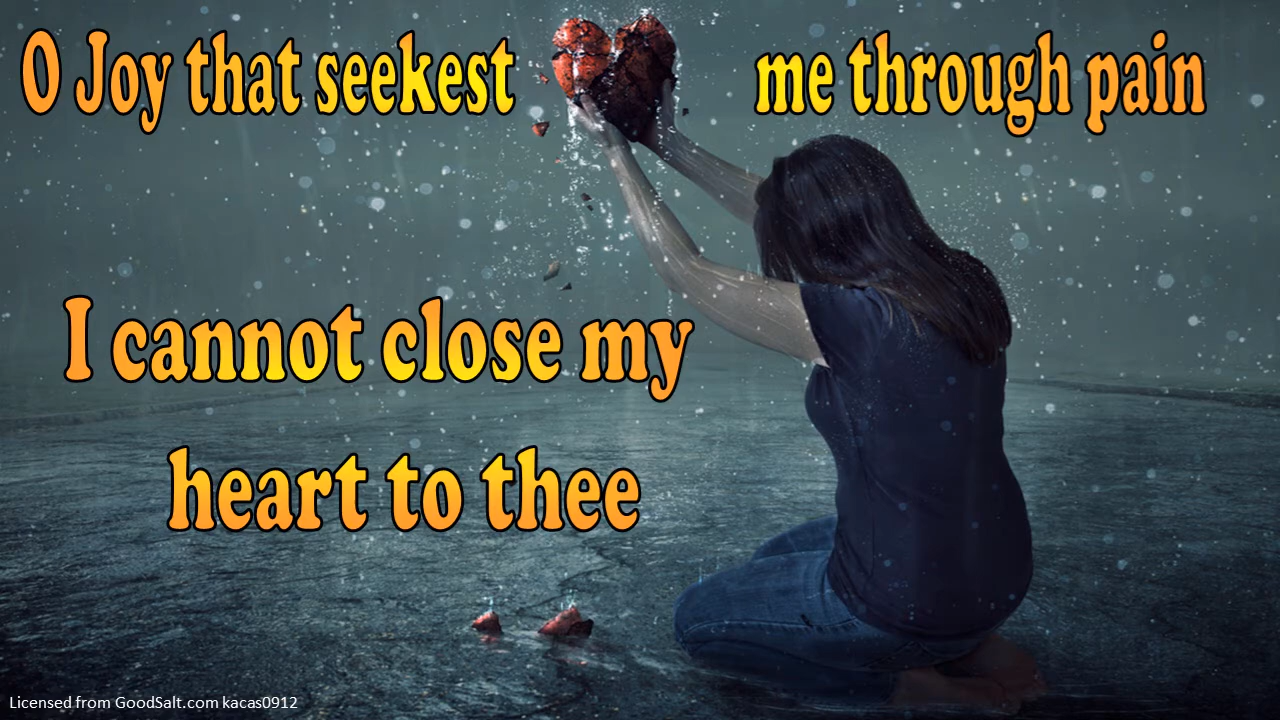 O Joy that seekest me through pain
I cannot close my
heart to thee
Licensed from GoodSalt.com kacas0912